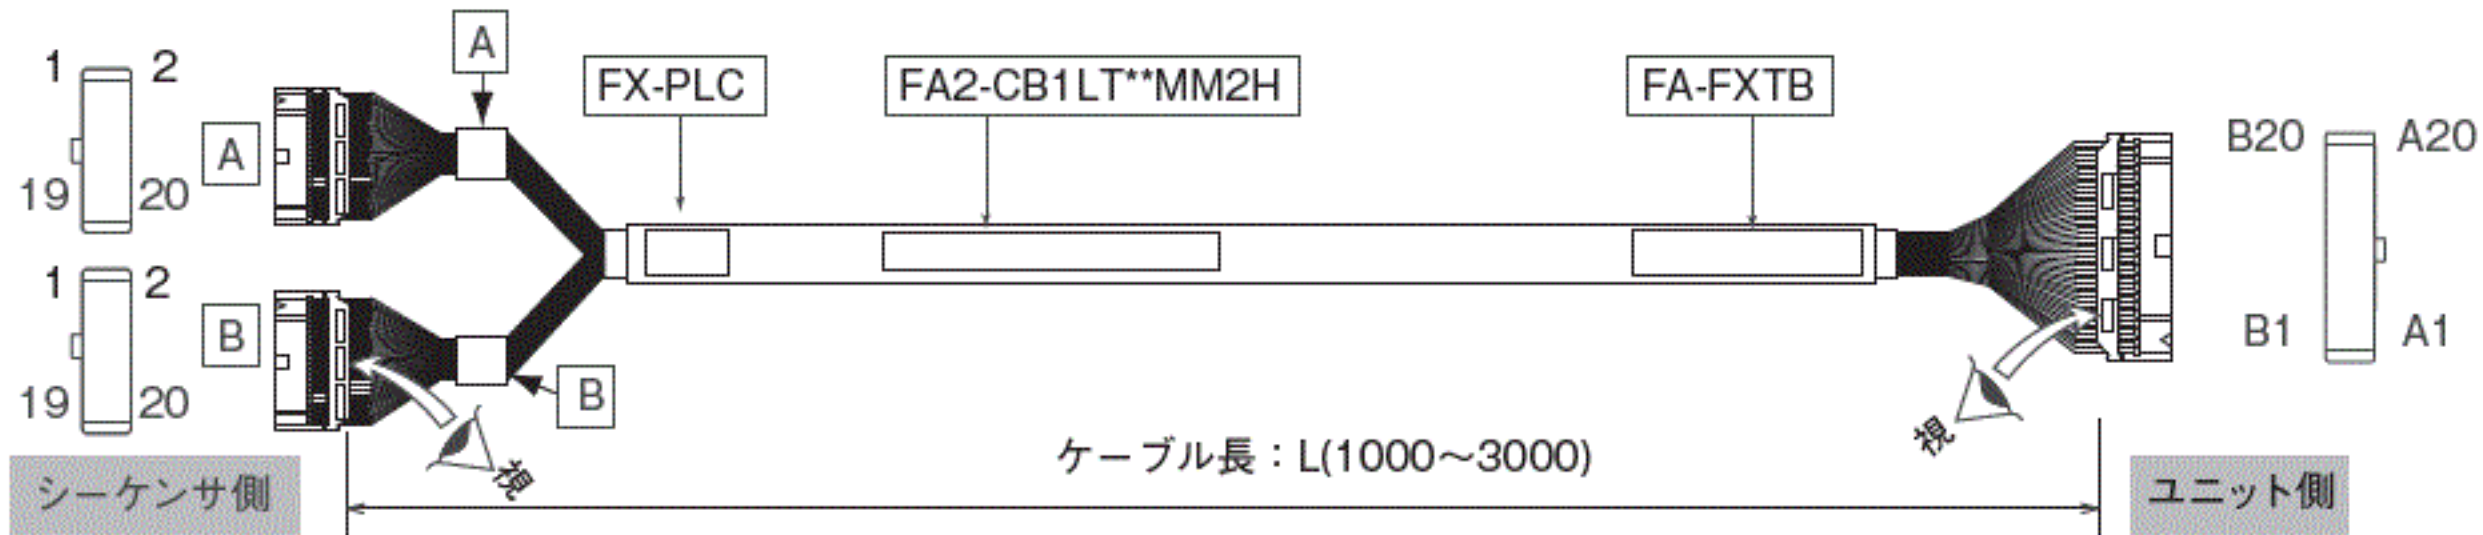 A
1 2
FX-PLC
FA2-CB1LT**MM2H
FA-FXTB
A
B20 A20
19 20
1 2
B
B1 A1
19 20
B
視
視
ケーブル長：L(1000～3000)
シーケンサ側
ユニット側